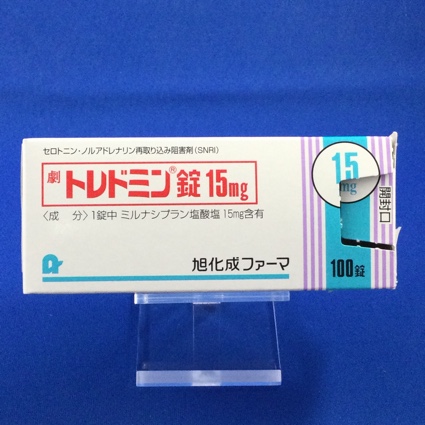 セロトニン・ノルアドレナリン再取り込み阻害剤(SNRI)
劇 トレドミン®錠15mg
〈成 分〉1錠中 ミルナシプラン塩酸塩 15mg含有
旭化成ファーマ
15
mg
開封口
100錠